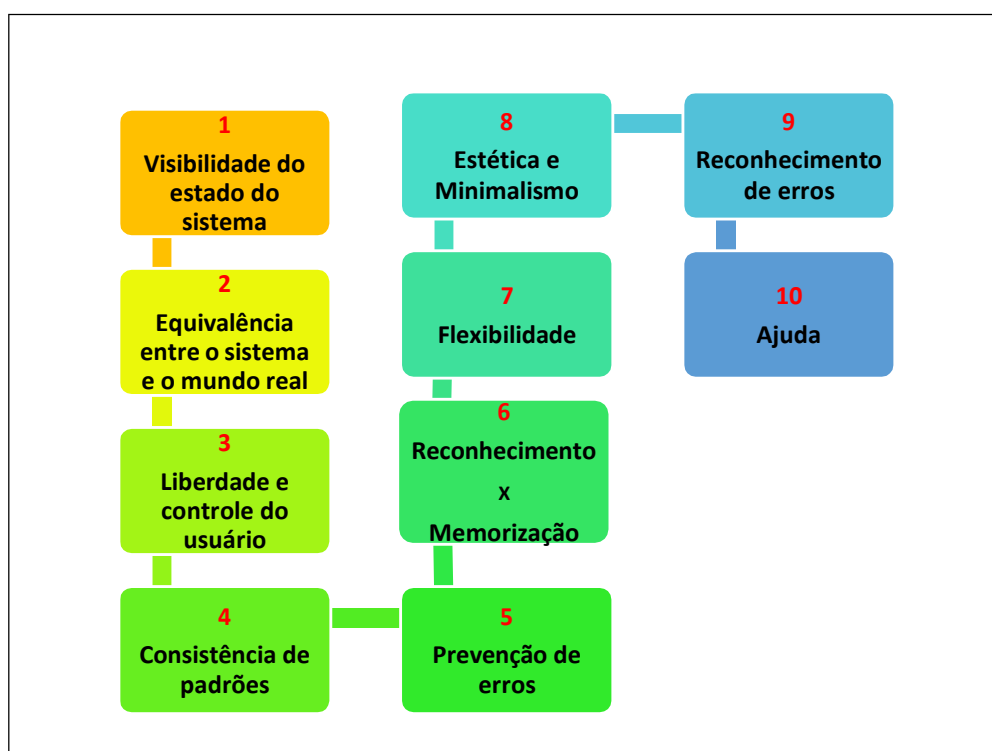 1
Visibilidade do
estado do
sistema
2
Equivalência
entre o sistema
e o mundo real
3
Liberdade e
controle do
usuário
4
Consistência de
padrões
5
Prevenção de
erros
6
Reconhecimento
X
Memorização
7
Flexibilidade
8
Estética e
Minimalismo
9
Reconhecimento
de erros
10
Ajuda